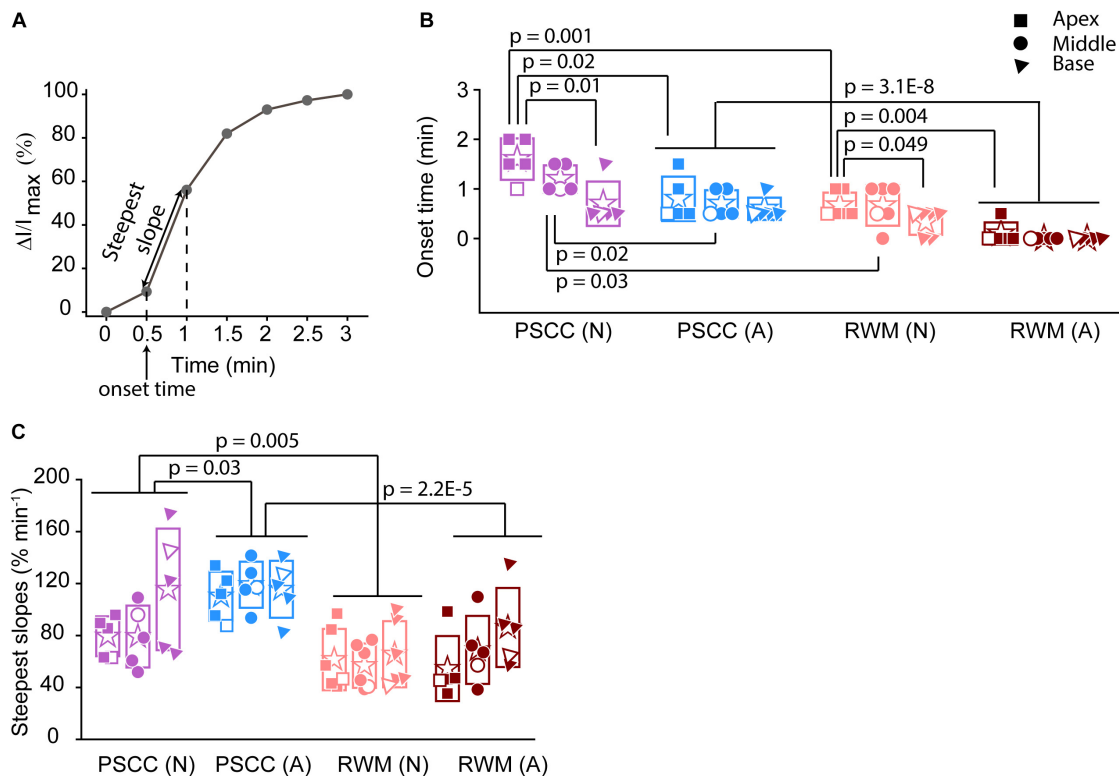 A
ΔI/I max (%)
100
80
60
40
20
0
Steepest
slope
0 0.5 1 1.5 2 2.5 3
Time (min)
onset time
B
Apex
Middle
Base
p = 0.001
p = 0.02
p = 0.01
p = 3.1E-8
p = 0.004
p = 0.049
Onset time (min)
3
2
1
0
p = 0.02
p = 0.03
PSCC (N) PSCC (A) RWM (N) RWM (A)
C
p = 0.005
p = 0.03
p = 2.2E-5
Steepest slopes (% min⁻¹)
200
160
120
80
40
0
PSCC (N) PSCC (A) RWM (N) RWM (A)